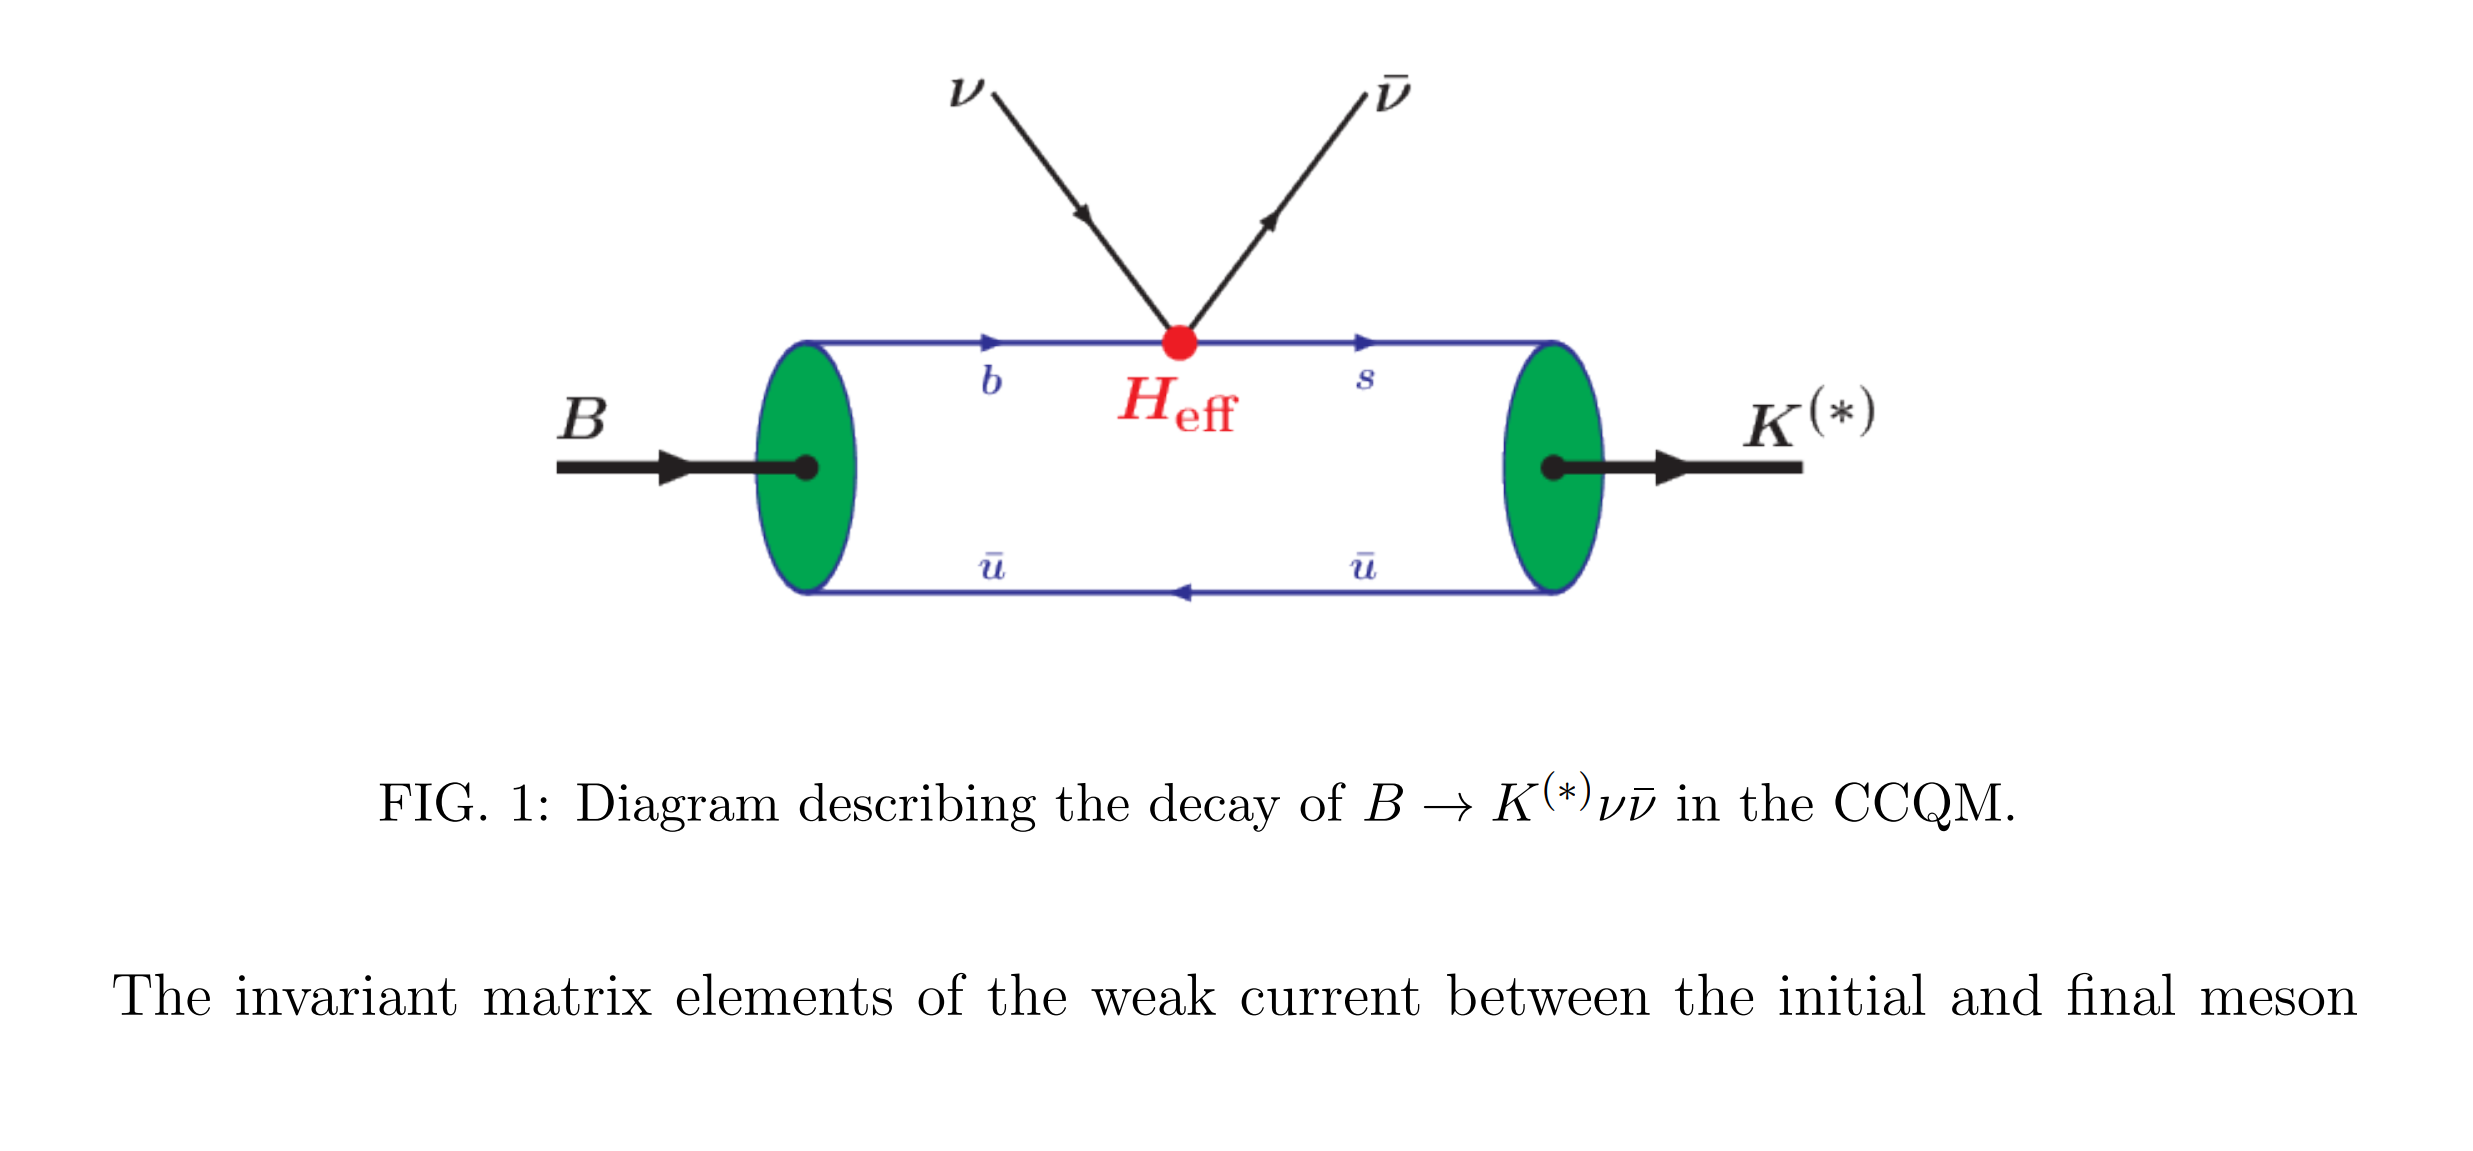 ν ν̄
b s
H_eff
B K^(*)
ū ū
FIG. 1: Diagram describing the decay of B → K^(*)νν̄ in the CCQM.
The invariant matrix elements of the weak current between the initial and final meson